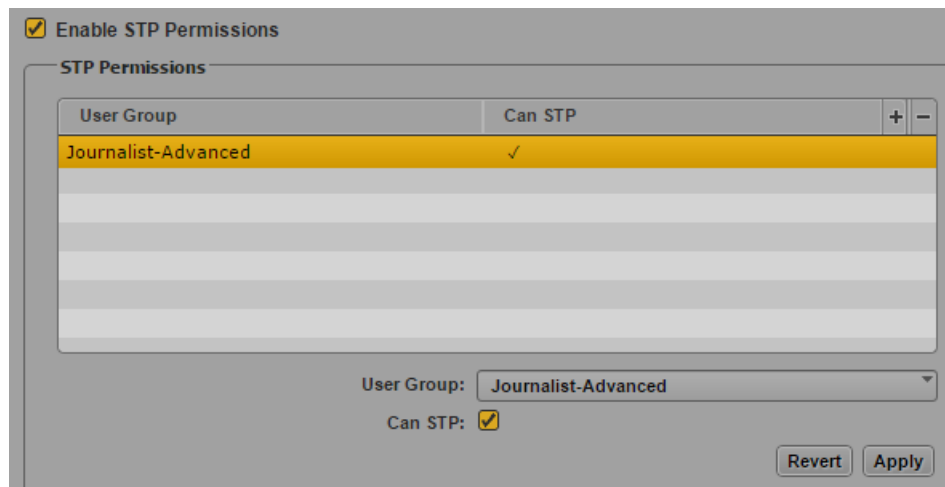 Enable STP Permissions
STP Permissions
User Group Can STP + −
Journalist-Advanced ✓
User Group: Journalist-Advanced
Can STP:
Revert Apply